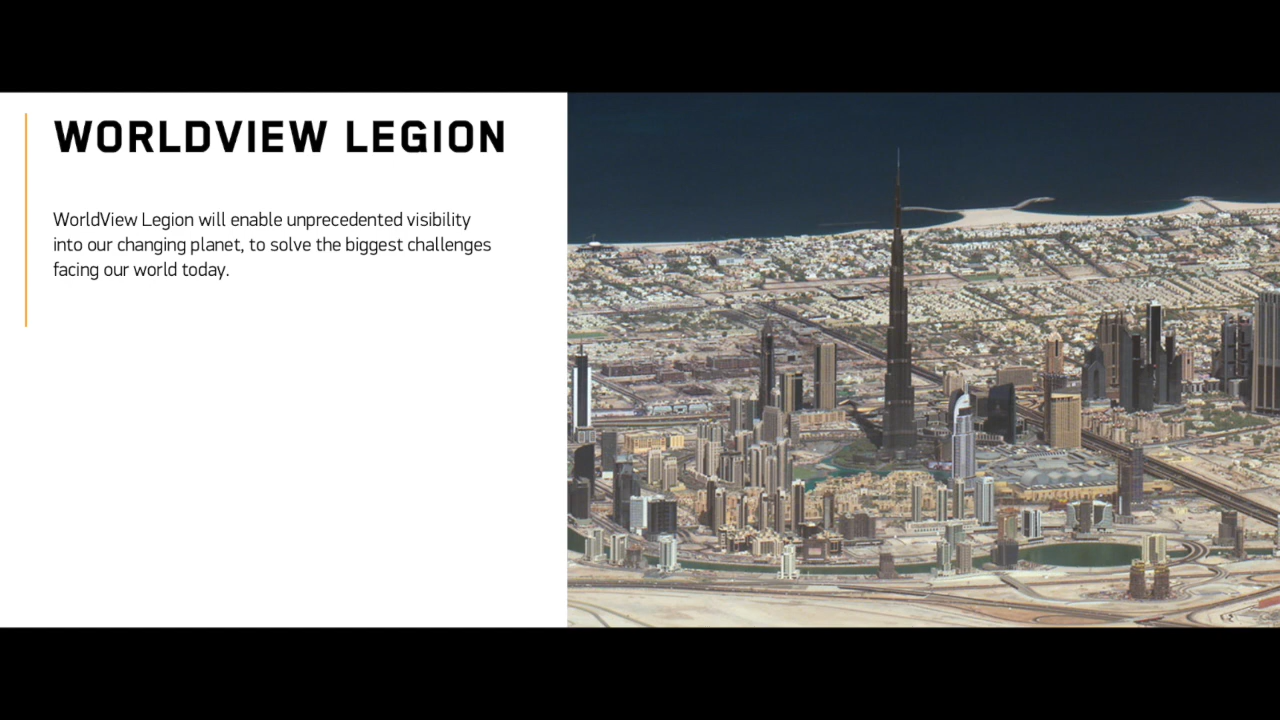 WORLDVIEW LEGION
WorldView Legion will enable unprecedented visibility
into our changing planet, to solve the biggest challenges
facing our world today.